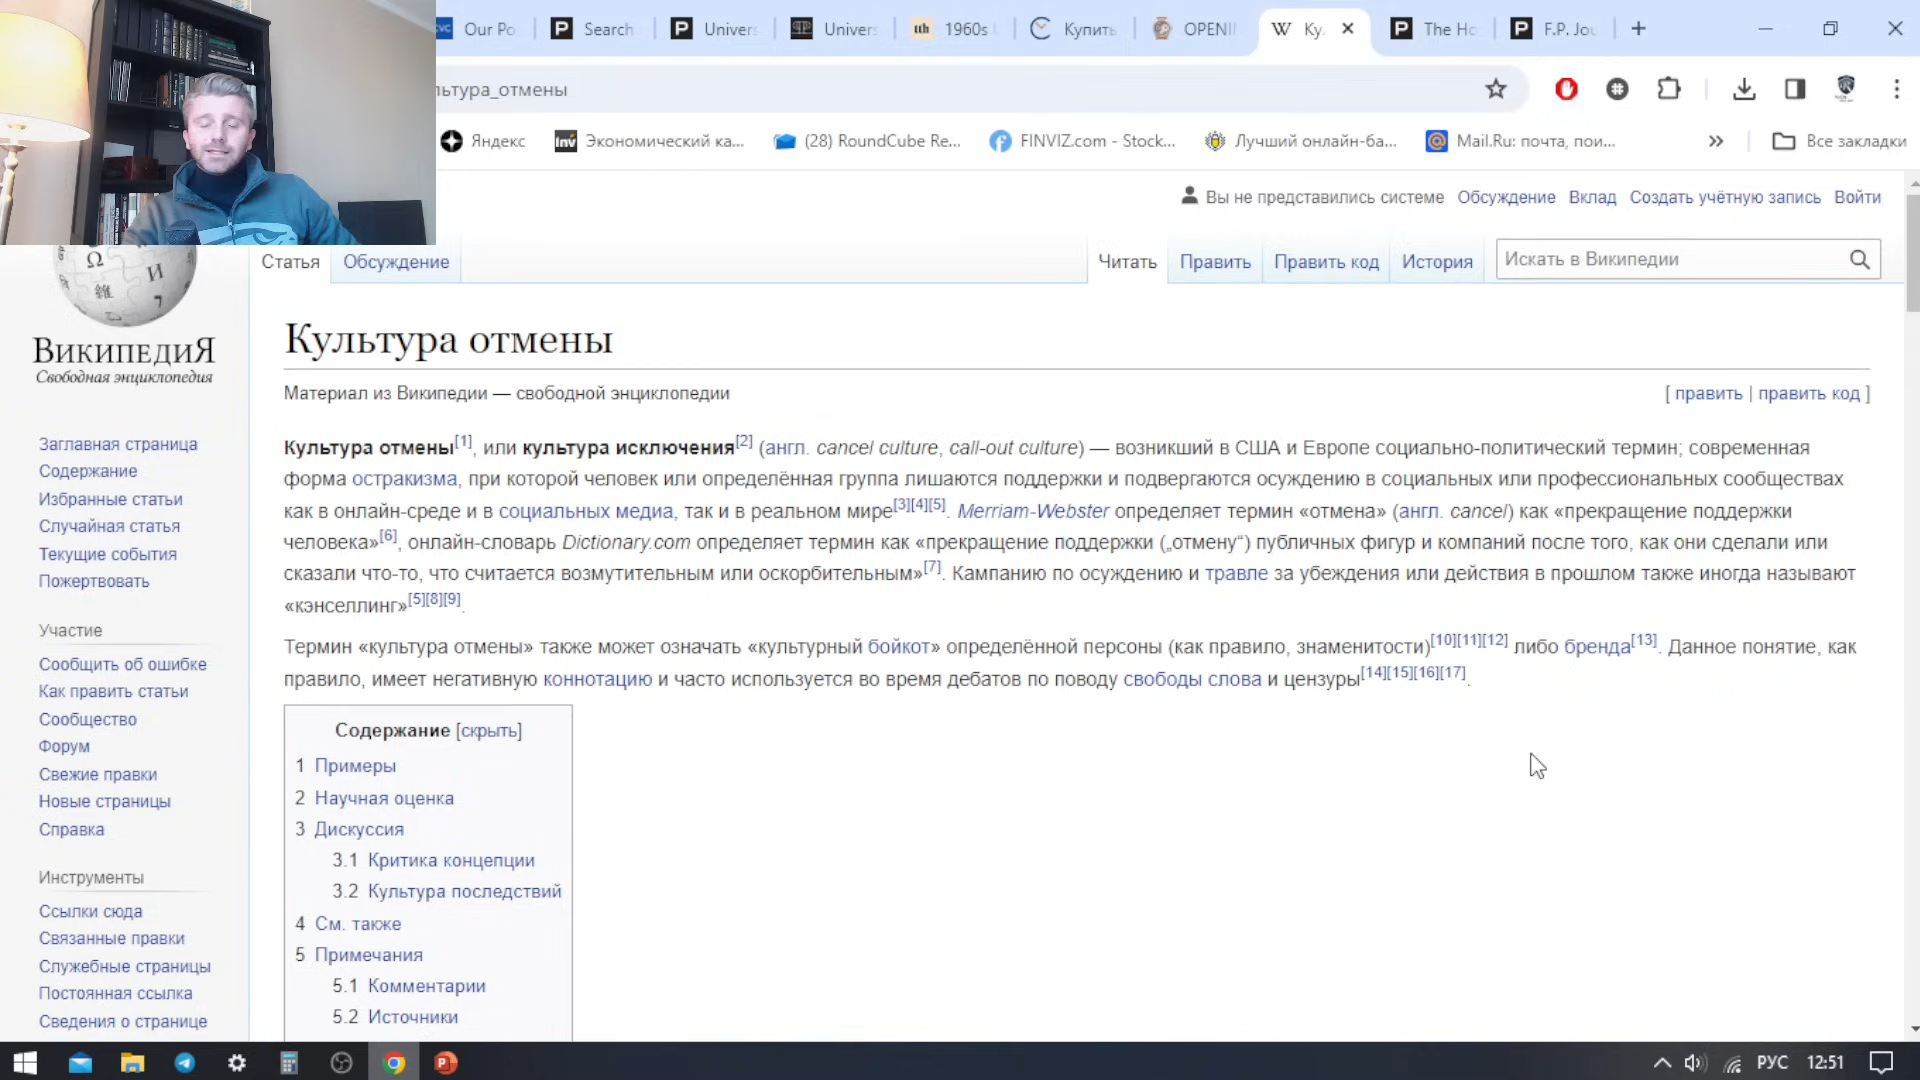 Our Po
Search
Univers
Univers
1960s
Купить
OPENI
Ку
The Ho
F.P. Jou
льтура_отмены
Яндекс
Экономический ка...
(28) RoundCube Re...
FINVIZ.com - Stock...
Лучший онлайн-ба...
Mail.Ru: почта, пои...
Все закладки
Вы не представились системе Обсуждение Вклад Создать учётную запись Войти
Статья Обсуждение Читать Править Править код История Искать в Википедии
ВИКИПЕДИЯ
Свободная энциклопедия
Заглавная страница
Содержание
Избранные статьи
Случайная статья
Текущие события
Пожертвовать
Участие
Сообщить об ошибке
Как править статьи
Сообщество
Форум
Свежие правки
Новые страницы
Справка
Инструменты
Ссылки сюда
Связанные правки
Служебные страницы
Постоянная ссылка
Сведения о странице
Культура отмены
Материал из Википедии — свободной энциклопедии
[ править | править код ]
Культура отмены[1], или культура исключения[2] (англ. cancel culture, call-out culture) — возникший в США и Европе социально-политический термин; современная
форма остракизма, при которой человек или определённая группа лишаются поддержки и подвергаются осуждению в социальных или профессиональных сообществах
как в онлайн-среде и в социальных медиа, так и в реальном мире[3][4][5]. Merriam-Webster определяет термин «отмена» (англ. cancel) как «прекращение поддержки
человека»[6], онлайн-словарь Dictionary.com определяет термин как «прекращение поддержки („отмену“) публичных фигур и компаний после того, как они сделали или
сказали что-то, что считается возмутительным или оскорбительным»[7]. Кампанию по осуждению и травле за убеждения или действия в прошлом также иногда называют
«кэнселлинг»[5][8][9].
Термин «культура отмены» также может означать «культурный бойкот» определённой персоны (как правило, знаменитости)[10][11][12] либо бренда[13]. Данное понятие, как
правило, имеет негативную коннотацию и часто используется во время дебатов по поводу свободы слова и цензуры[14][15][16][17].
Содержание [скрыть]
1 Примеры
2 Научная оценка
3 Дискуссия
3.1 Критика концепции
3.2 Культура последствий
4 См. также
5 Примечания
5.1 Комментарии
5.2 Источники
РУС 12:51